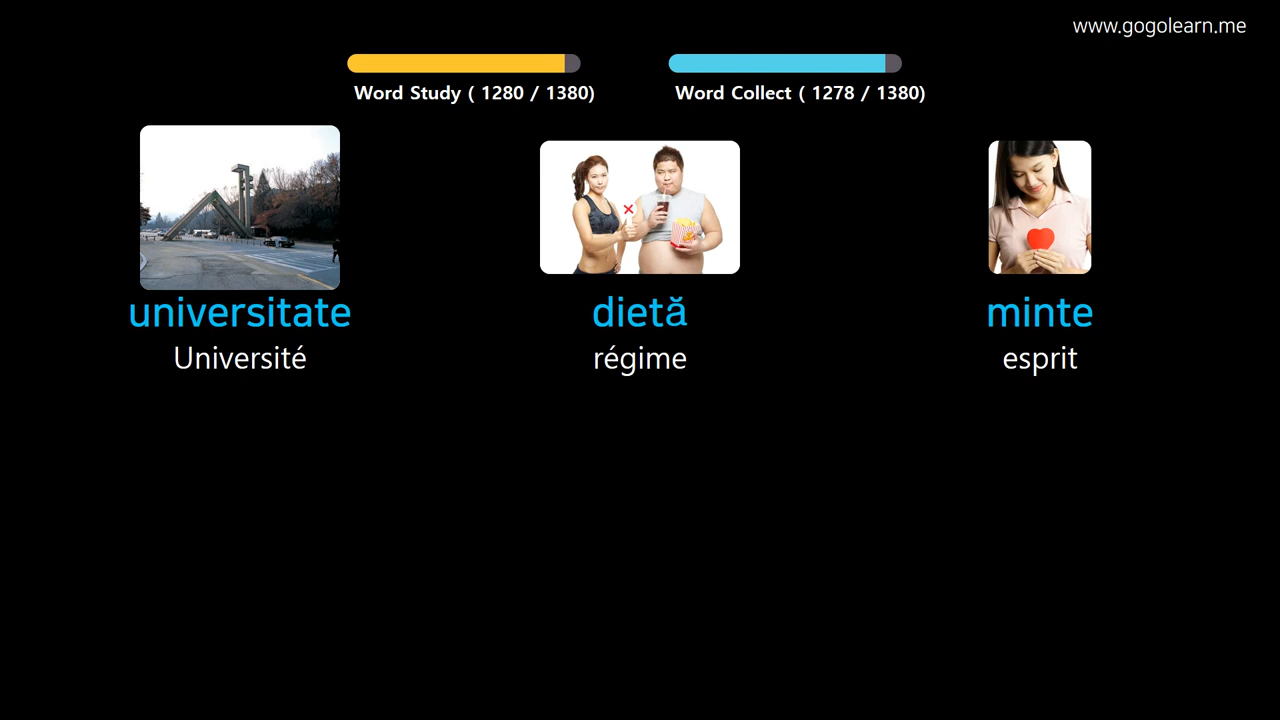 www.gogolearn.me
Word Study ( 1280 / 1380)
Word Collect ( 1278 / 1380)
universitate
dietă
minte
Université
régime
esprit